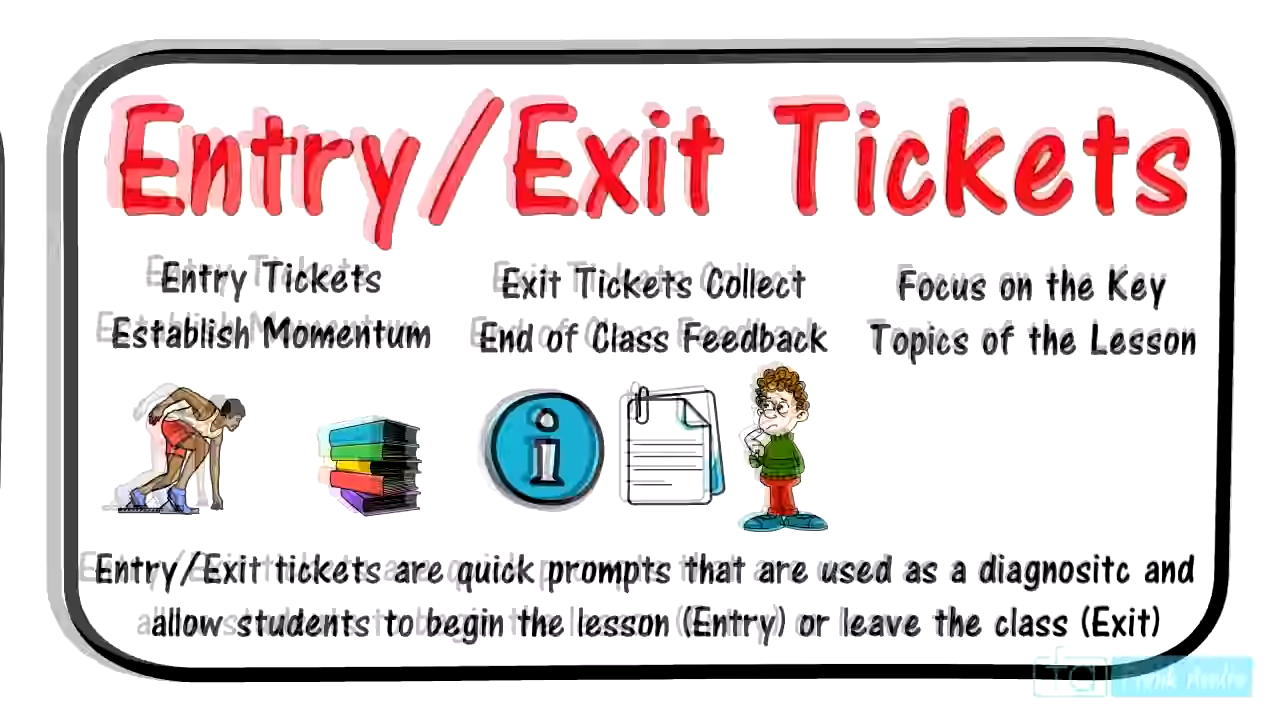 Entry/Exit Tickets
Entry Tickets
Establish Momentum
Exit Tickets Collect
End of Class Feedback
Focus on the Key
Topics of the Lesson
i
Entry/Exit tickets are quick prompts that are used as a diagnositc and
allow students to begin the lesson (Entry) or leave the class (Exit)